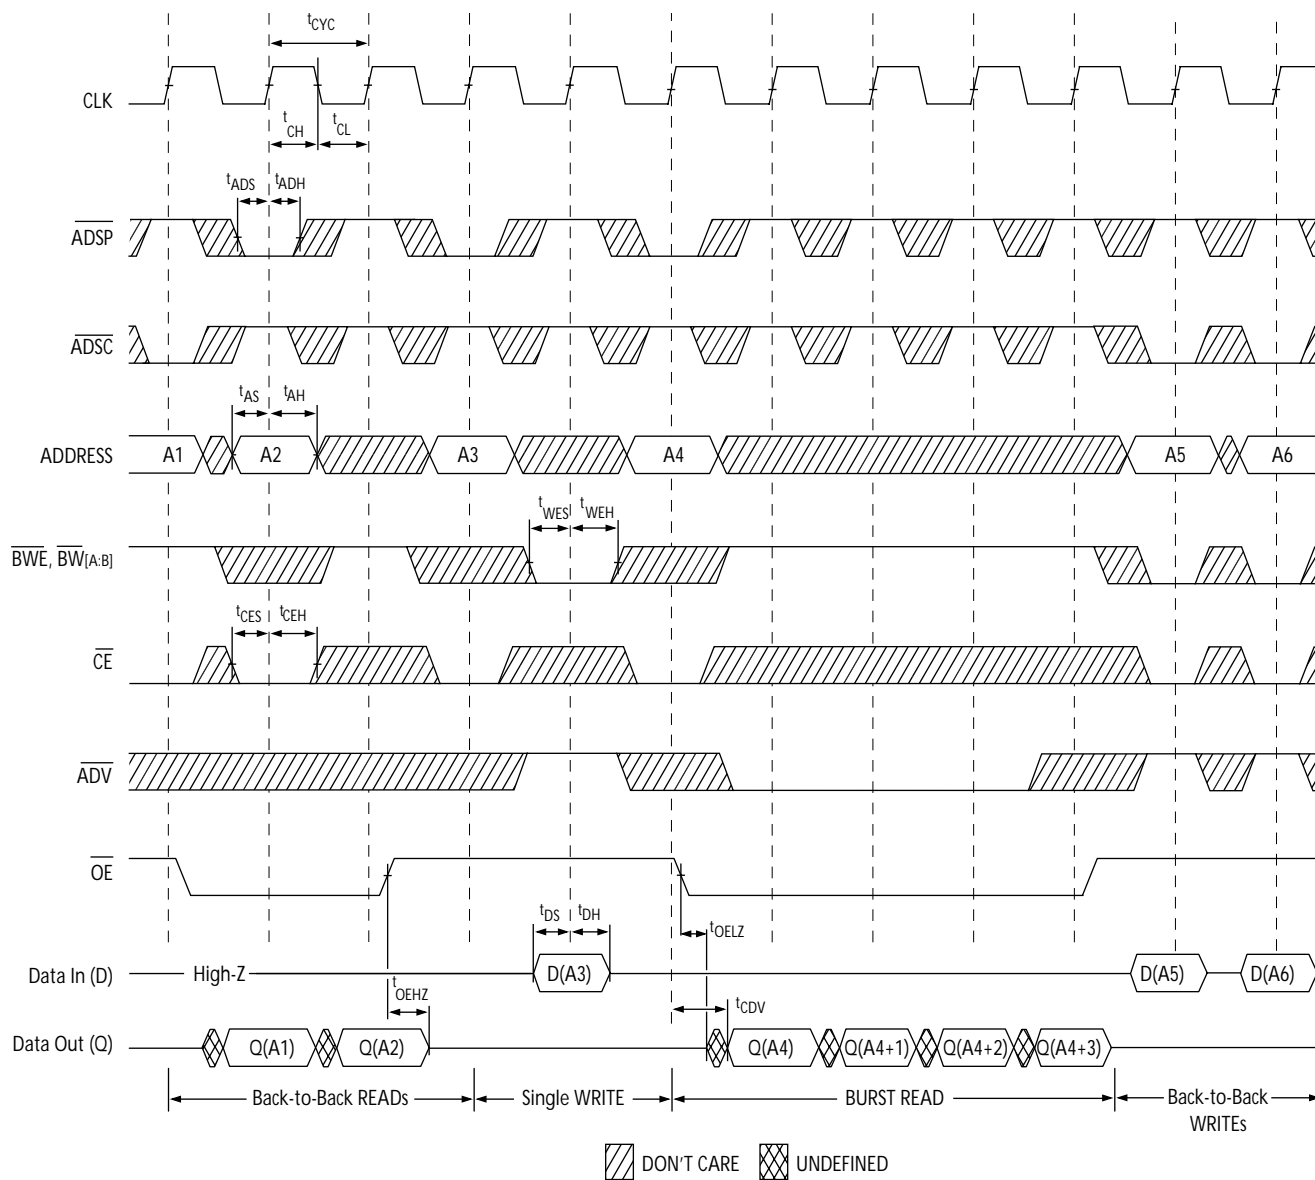 tCYC
CLK
tCH
tCL
tADS
tADH
ADSP
ADSC
tAS
tAH
ADDRESS
A1
A2
A3
A4
A5
A6
tWES
tWEH
BWE, BW[A:B]
tCES
tCEH
CE
ADV
OE
tDS
tDH
tOELZ
Data In (D)
High-Z
D(A3)
D(A5)
D(A6)
tOEHZ
tCDV
Data Out (Q)
Q(A1)
Q(A2)
Q(A4)
Q(A4+1)
Q(A4+2)
Q(A4+3)
Back-to-Back READs
Single WRITE
BURST READ
Back-to-Back
WRITEs
DON'T CARE
UNDEFINED